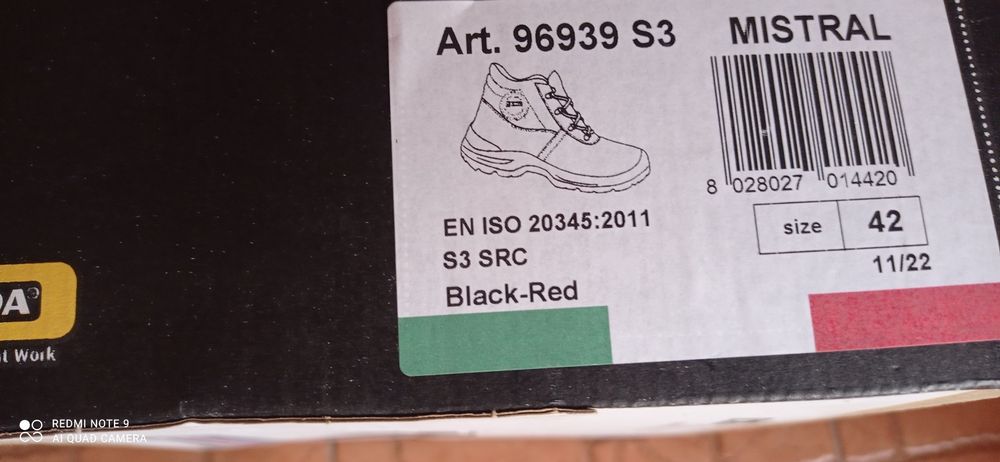 Art. 96939 S3
MISTRAL
8 028027 014420
EN ISO 20345:2011
size 42
S3 SRC
11/22
Black-Red
Work
REDMI NOTE 9
AI QUAD CAMERA